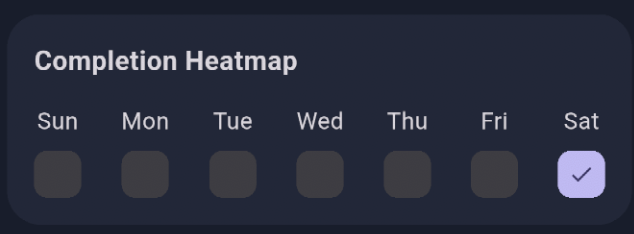 Completion Heatmap
Sun Mon Tue Wed Thu Fri Sat